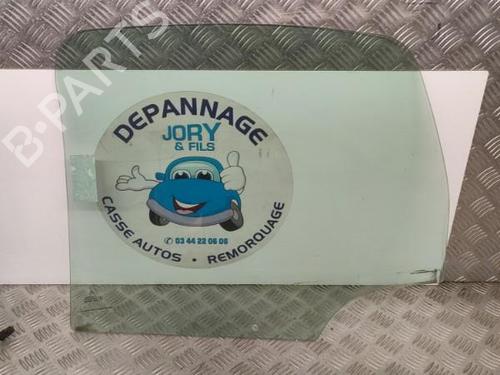 B-PARTS
DEPANNAGE
JORY
& FILS
03 44 22 06 06
CASSE AUTOS • REMORQUAGE